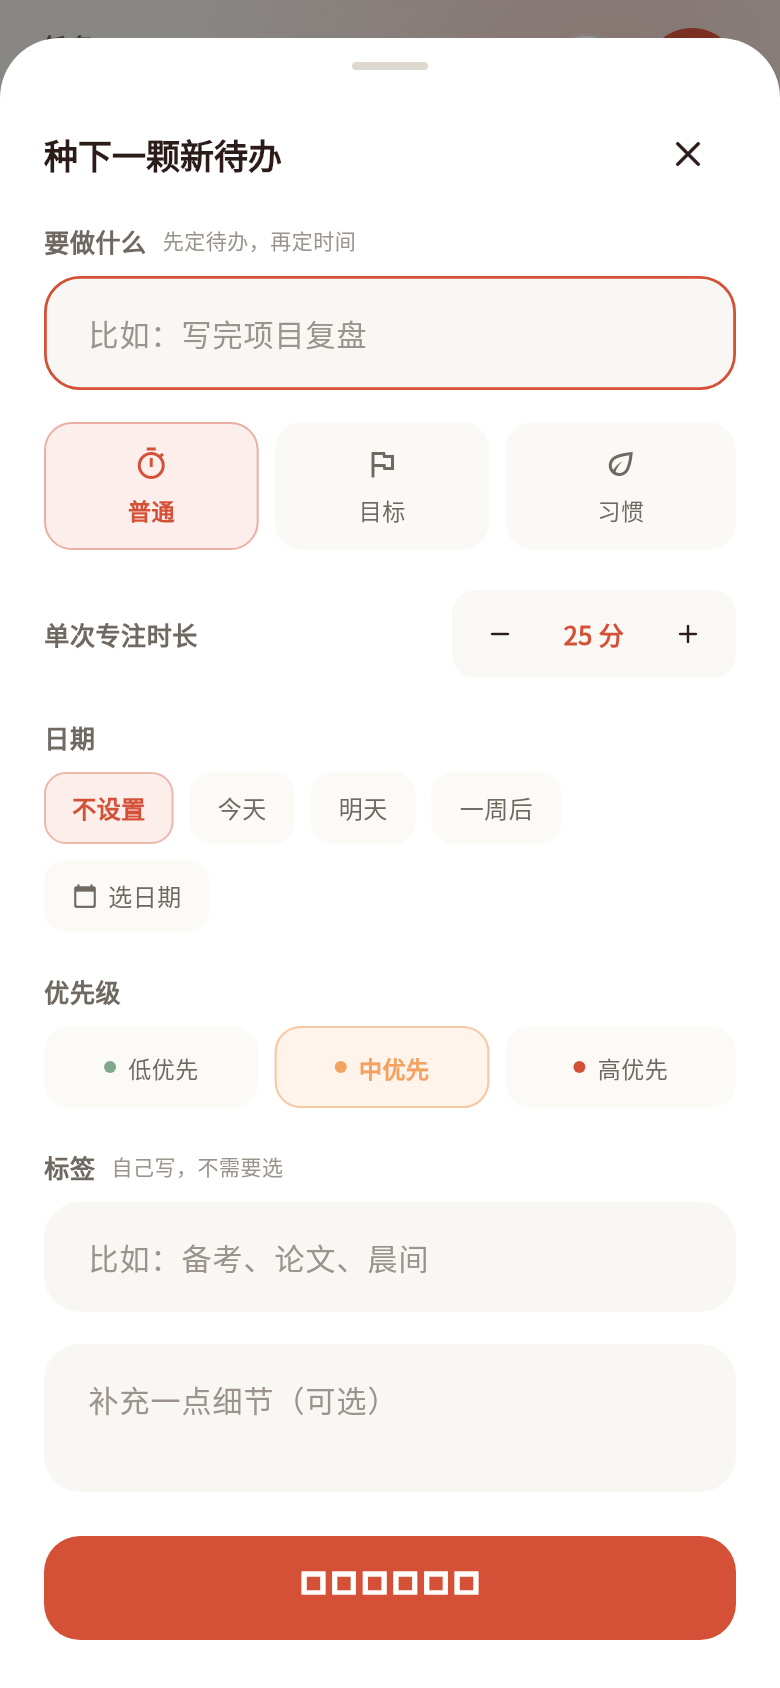 种下一颗新待办
要做什么 先定待办，再定时间
比如：写完项目复盘
普通 目标 习惯
单次专注时长 25 分
日期
不设置 今天 明天 一周后
选日期
优先级
低优先 中优先 高优先
标签 自己写，不需要选
比如：备考、论文、晨间
补充一点细节（可选）